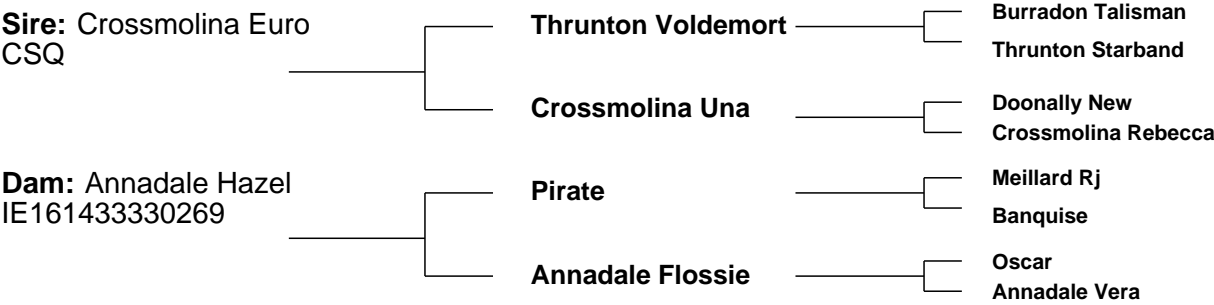 Sire: Crossmolina Euro
CSQ
Thrunton Voldemort
Burradon Talisman
Thrunton Starband
Crossmolina Una
Doonally New
Crossmolina Rebecca
Dam: Annadale Hazel
IE161433330269
Pirate
Meillard Rj
Banquise
Annadale Flossie
Oscar
Annadale Vera